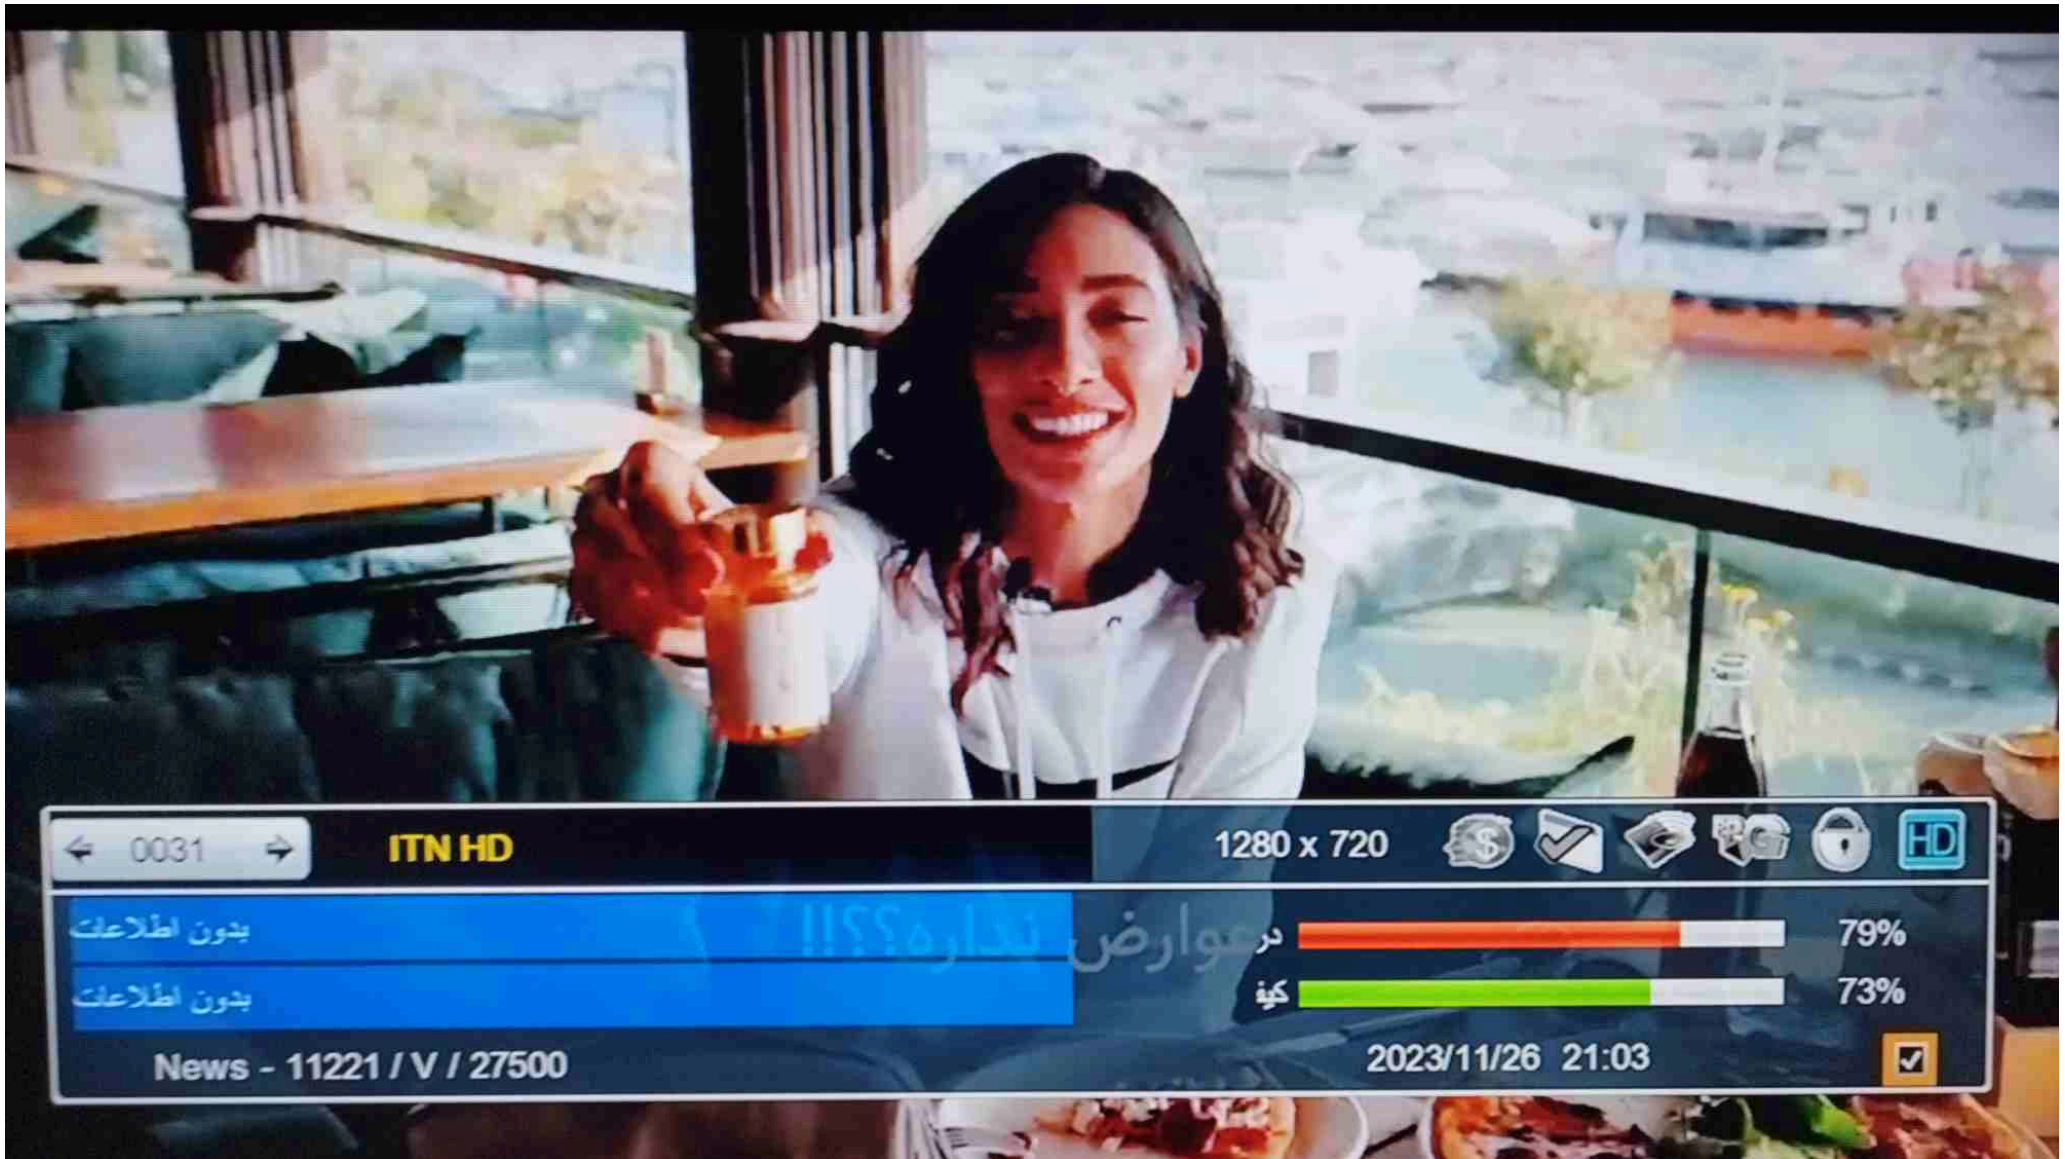 0031
ITN HD
1280 x 720
HD
بدون اطلاعات
عوارض نداره؟؟!!
در
79%
بدون اطلاعات
کیف
73%
News - 11221 / V / 27500
2023/11/26 21:03